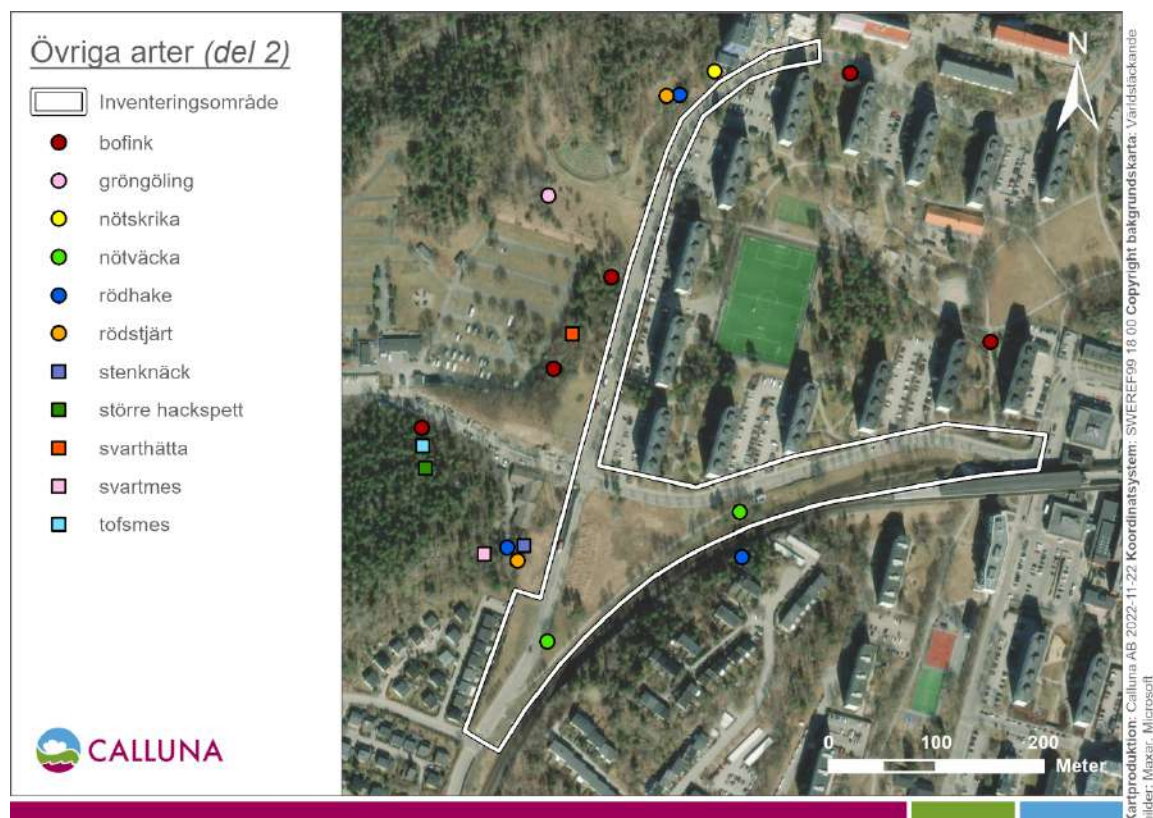 Övriga arter (del 2)
Inventeringsområde
bofink
gröngöling
nötskrika
nötväcka
rödhake
rödstjärt
stenknäck
större hackspett
svarthätta
svartmes
tofsmes
CALLUNA
N
0 100 200
Meter
Kartproduktion: Calluna AB 2022-11-22 Koordinatsystem: SWEREF99 18 00 Copyright bakgrundskarta: Världstäckande
bilder: Maxar, Microsoft